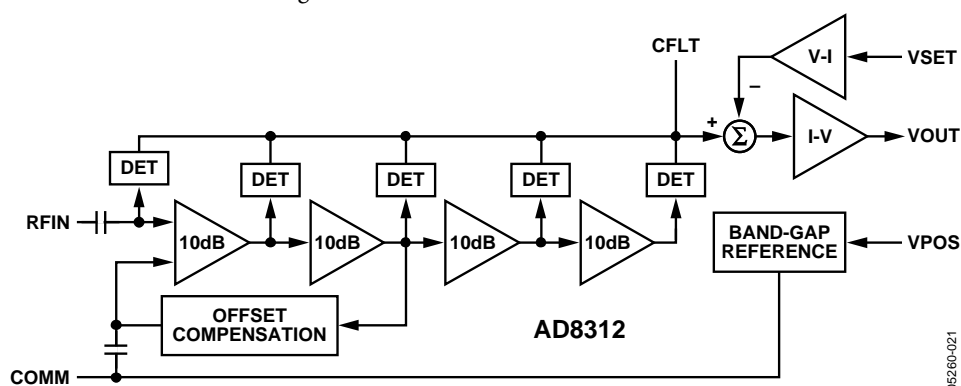 CFLT
V-I
VSET
–
+
Σ
I-V
VOUT
DET
DET
DET
DET
DET
RFIN
10dB
10dB
10dB
10dB
BAND-GAP
REFERENCE
VPOS
OFFSET
COMPENSATION
AD8312
COMM
05260-021